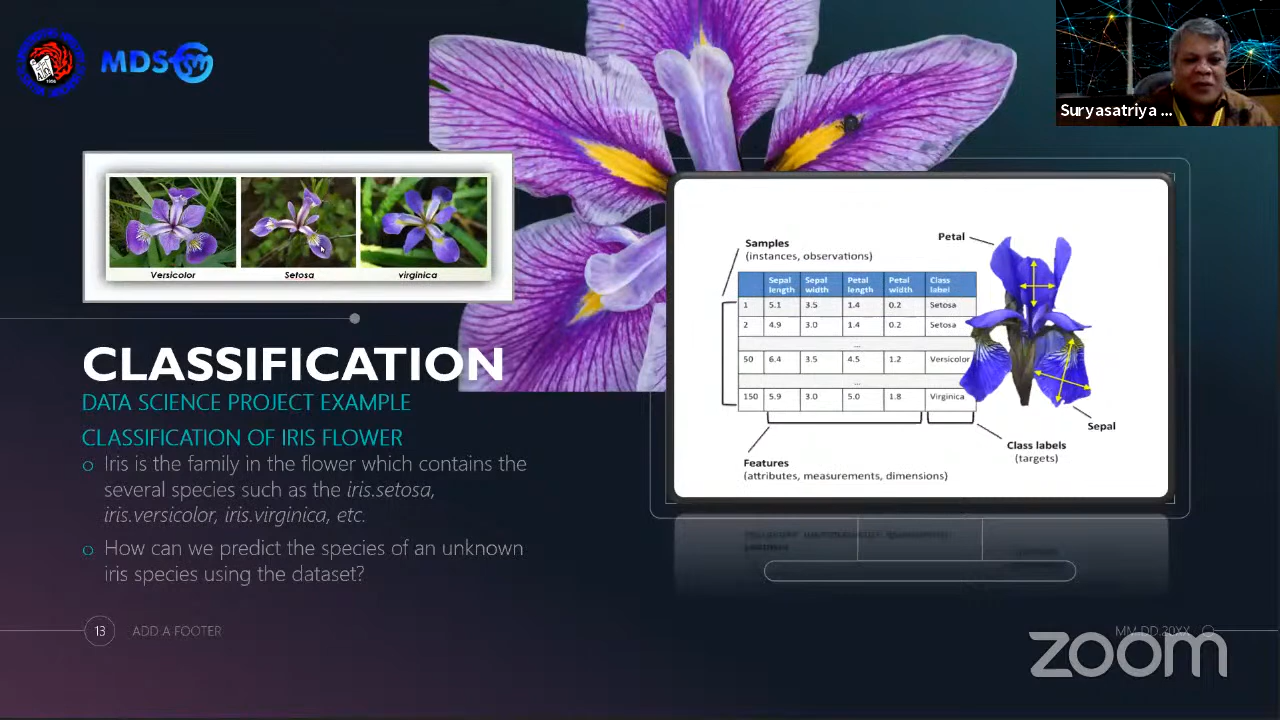 MDS
Suryasatriya ...
Versicolor
Setosa
virginica
CLASSIFICATION
DATA SCIENCE PROJECT EXAMPLE
CLASSIFICATION OF IRIS FLOWER
o Iris is the family in the flower which contains the
several species such as the iris.setosa,
iris.versicolor, iris.virginica, etc.
o How can we predict the species of an unknown
iris species using the dataset?
Samples
(instances, observations)
Petal
Sepal length Sepal width Petal length Petal width Class label
1 5.1 3.5 1.4 0.2 Setosa
2 4.9 3.0 1.4 0.2 Setosa
...
50 6.4 3.5 4.5 1.2 Versicolor
...
150 5.9 3.0 5.0 1.8 Virginica
Sepal
Class labels
(targets)
Features
(attributes, measurements, dimensions)
13 ADD A FOOTER
MM.DD.20XX
zoom